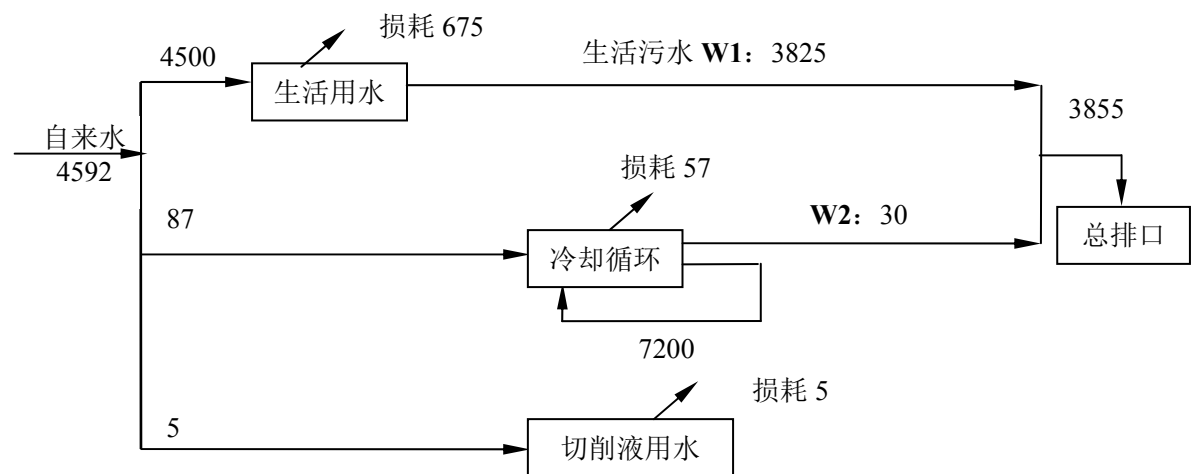 损耗 675
4500
生活污水 W1：3825
生活用水
3855
自来水
4592
损耗 57
87
W2：30
总排口
冷却循环
7200
损耗 5
5
切削液用水